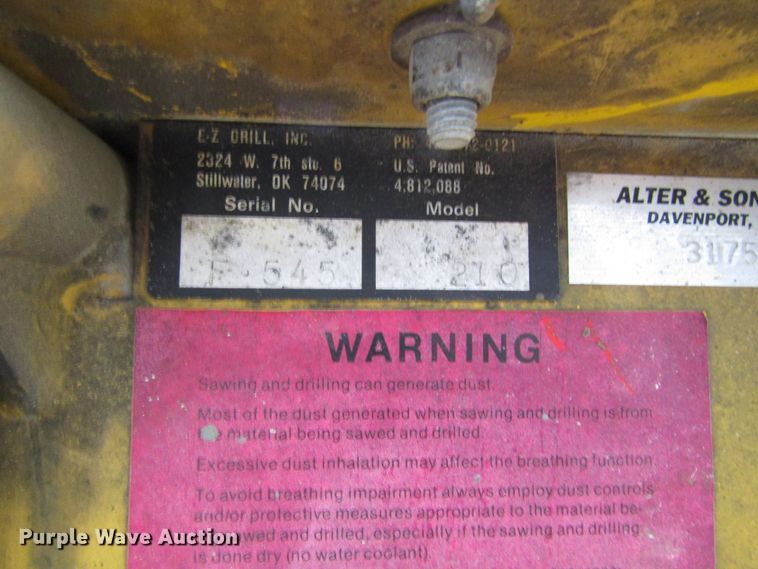 E-Z DRILL, INC.
2324 W. 7th ste. 6
Stillwater, OK 74074
PH:
U.S. Patent No.
4,812,088
Serial No.
Model
F-545
210
ALTER & SON
DAVENPORT,
3175
WARNING
Sawing and drilling can generate dust.
Most of the dust generated when sawing and drilling is from
the material being sawed and drilled.
Excessive dust inhalation may affect the breathing function
To avoid breathing impairment always employ dust controls
and/or protective measures appropriate to the material be-
sawed and drilled, especially if the sawing and drilling
is done dry (no water coolant).
Purple Wave Auction